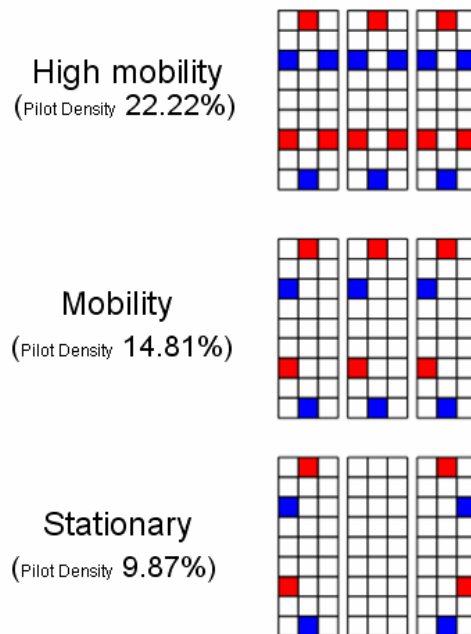 High mobility
(Pilot Density 22.22%)
Mobility
(Pilot Density 14.81%)
Stationary
(Pilot Density 9.87%)